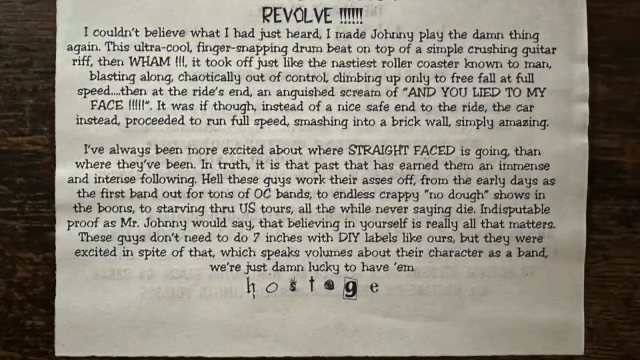 REVOLVE !!!!!!
I couldn't believe what I had just heard, I made Johnny play the damn thing
again. This ultra-cool, finger-snapping drum beat on top of a simple crushing guitar
riff, then WHAM !!!, it took off just like the nastiest roller coaster known to man,
blasting along, chaotically out of control, climbing up only to free fall at full
speed....then at the ride's end, an anguished scream of "AND YOU LIED TO MY
FACE !!!!!". It was if though, instead of a nice safe end to the ride, the car
instead, proceeded to run full speed, smashing into a brick wall, simply amazing.
I've always been more excited about where STRAIGHT FACED is going, than
where they've been. In truth, it is that past that has earned them an immense
and intense following. Hell these guys work their asses off, from the early days as
the first band out for tons of OC bands, to endless crappy "no dough" shows in
the boons, to starving thru US tours, all the while never saying die. Indisputable
proof as Mr. Johnny would say, that believing in yourself is really all that matters.
These guys don't need to do 7 inches with DIY labels like ours, but they were
excited in spite of that, which speaks volumes about their character as a band,
we're just damn lucky to have 'em
hostage